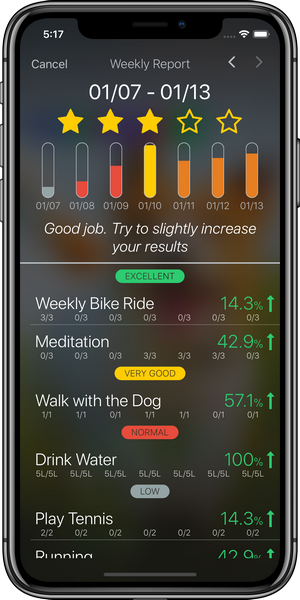 5:17
Cancel Weekly Report
01/07 - 01/13
01/07 01/08 01/09 01/10 01/11 01/12 01/13
Good job. Try to slightly increase
your results
EXCELLENT
Weekly Bike Ride 14.3%
3/3 0/3 0/3 0/3 0/3 0/3 0/3
Meditation 42.9%
0/3 0/3 0/3 3/3 3/3 3/3 0/3
VERY GOOD
Walk with the Dog 57.1%
1/1 1/1 0/1 1/1 1/1 0/1 0/1
NORMAL
Drink Water 100%
5L/5L 5L/5L 5L/5L 5L/5L 5L/5L 5L/5L 5L/5L
LOW
Play Tennis 14.3%
2/2 0/2 0/2 0/2 0/2 0/2 0/2
Running 42.9%